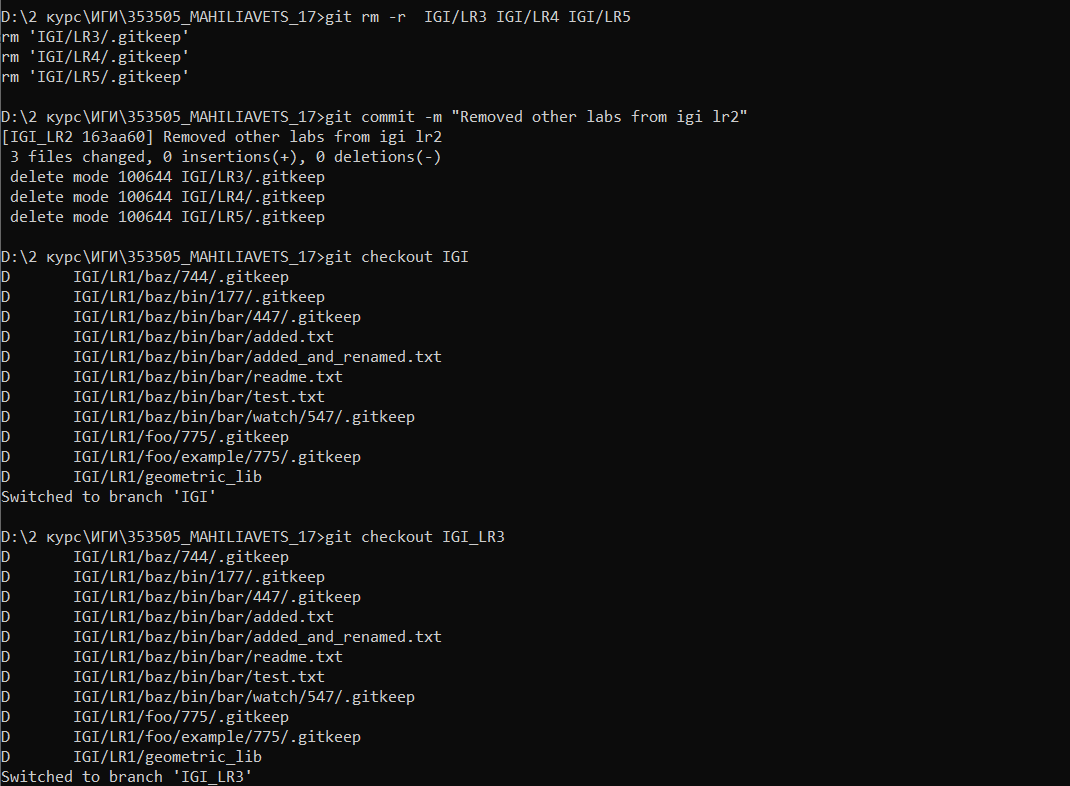 D:\2 курс\ИГИ\353505_MAHILIAVETS_17>git rm -r  IGI/LR3 IGI/LR4 IGI/LR5
rm 'IGI/LR3/.gitkeep'
rm 'IGI/LR4/.gitkeep'
rm 'IGI/LR5/.gitkeep'
D:\2 курс\ИГИ\353505_MAHILIAVETS_17>git commit -m "Removed other labs from igi lr2"
[IGI_LR2 163aa60] Removed other labs from igi lr2
 3 files changed, 0 insertions(+), 0 deletions(-)
 delete mode 100644 IGI/LR3/.gitkeep
 delete mode 100644 IGI/LR4/.gitkeep
 delete mode 100644 IGI/LR5/.gitkeep
D:\2 курс\ИГИ\353505_MAHILIAVETS_17>git checkout IGI
D       IGI/LR1/baz/744/.gitkeep
D       IGI/LR1/baz/bin/177/.gitkeep
D       IGI/LR1/baz/bin/bar/447/.gitkeep
D       IGI/LR1/baz/bin/bar/added.txt
D       IGI/LR1/baz/bin/bar/added_and_renamed.txt
D       IGI/LR1/baz/bin/bar/readme.txt
D       IGI/LR1/baz/bin/bar/test.txt
D       IGI/LR1/baz/bin/bar/watch/547/.gitkeep
D       IGI/LR1/foo/775/.gitkeep
D       IGI/LR1/foo/example/775/.gitkeep
D       IGI/LR1/geometric_lib
Switched to branch 'IGI'
D:\2 курс\ИГИ\353505_MAHILIAVETS_17>git checkout IGI_LR3
D       IGI/LR1/baz/744/.gitkeep
D       IGI/LR1/baz/bin/177/.gitkeep
D       IGI/LR1/baz/bin/bar/447/.gitkeep
D       IGI/LR1/baz/bin/bar/added.txt
D       IGI/LR1/baz/bin/bar/added_and_renamed.txt
D       IGI/LR1/baz/bin/bar/readme.txt
D       IGI/LR1/baz/bin/bar/test.txt
D       IGI/LR1/baz/bin/bar/watch/547/.gitkeep
D       IGI/LR1/foo/775/.gitkeep
D       IGI/LR1/foo/example/775/.gitkeep
D       IGI/LR1/geometric_lib
Switched to branch 'IGI_LR3'